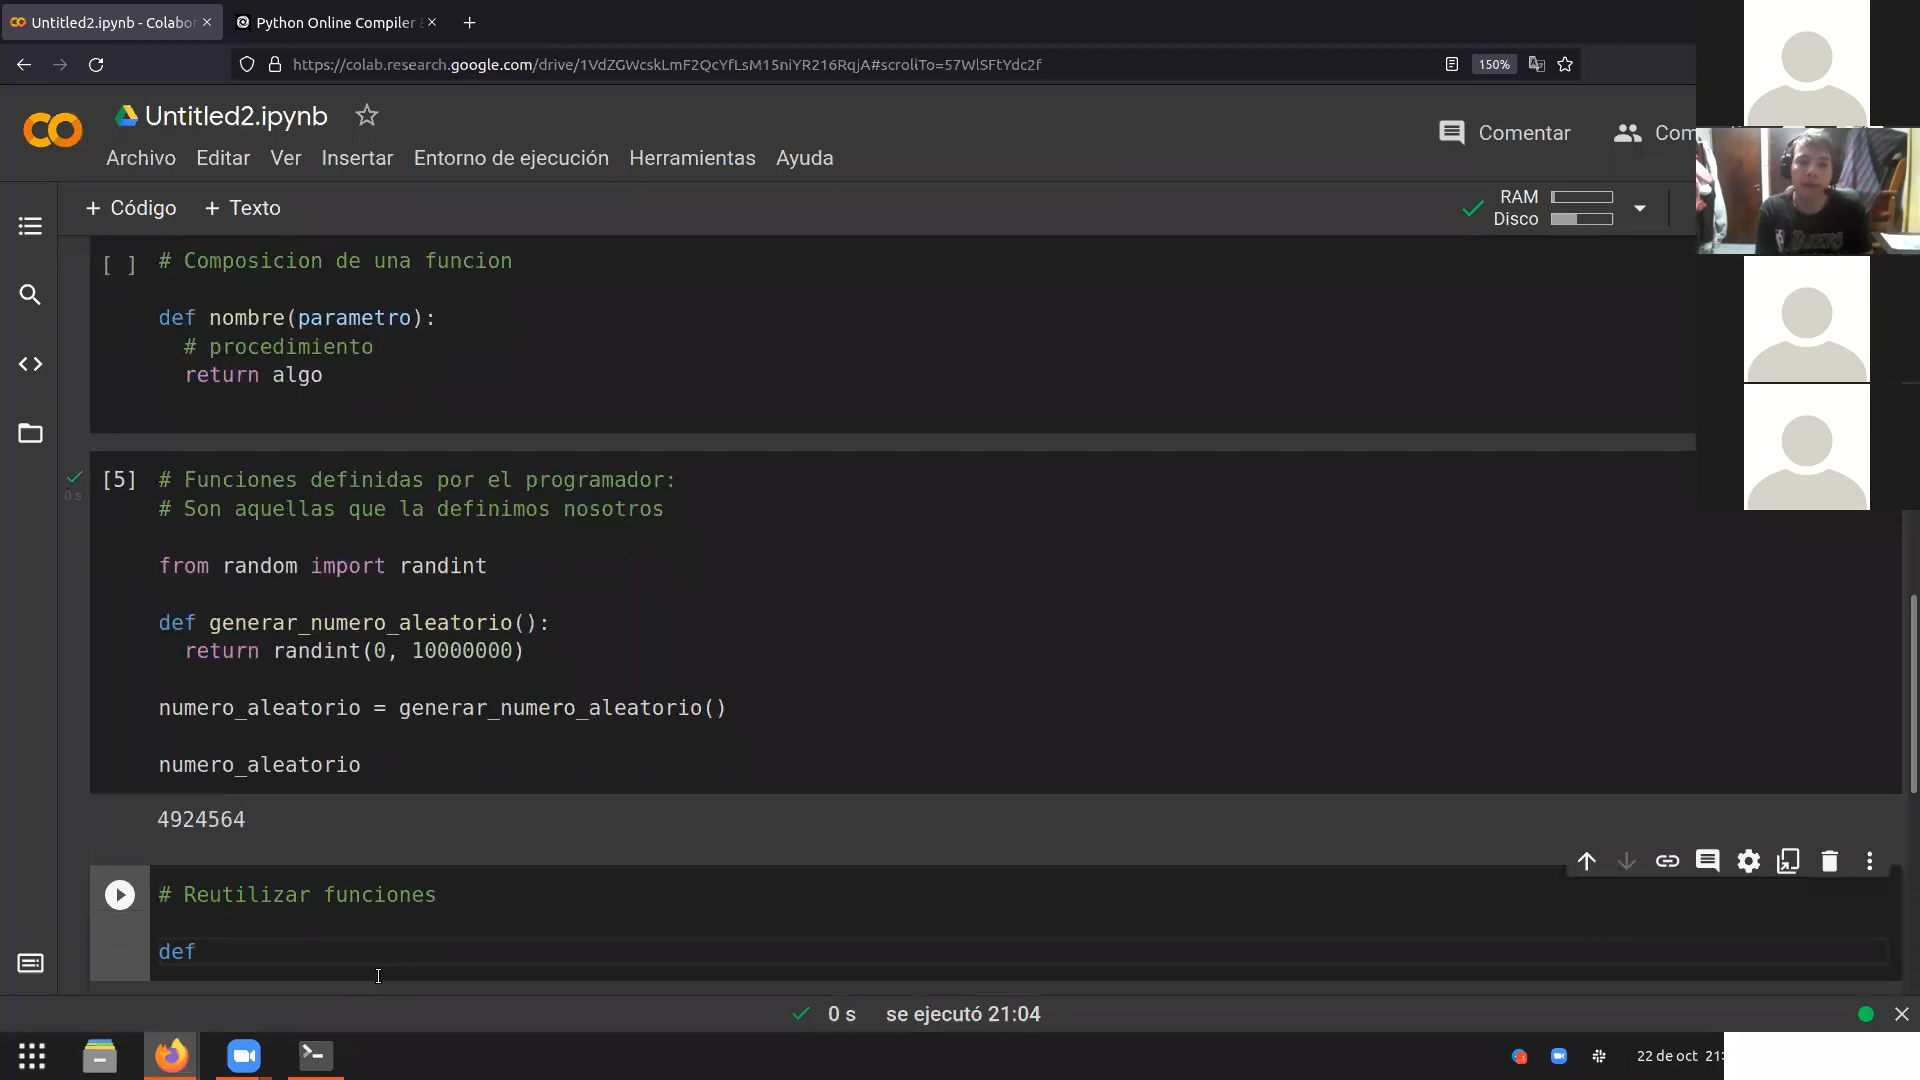 Untitled2.ipynb - Colabor
Python Online Compiler
https://colab.research.google.com/drive/1VdZGWcskLmF2QcYfLsM15niYR216RqjA#scrollTo=57WlSFtYdc2f
150%
Untitled2.ipynb
Comentar
Com
Archivo Editar Ver Insertar Entorno de ejecución Herramientas Ayuda
+ Código + Texto
RAM
Disco
[ ] # Composicion de una funcion
def nombre(parametro):
# procedimiento
return algo
[5] # Funciones definidas por el programador:
0 s
# Son aquellas que la definimos nosotros
from random import randint
def generar_numero_aleatorio():
return randint(0, 10000000)
numero_aleatorio = generar_numero_aleatorio()
numero_aleatorio
4924564
# Reutilizar funciones
def
0 s se ejecutó 21:04
22 de oct 21: